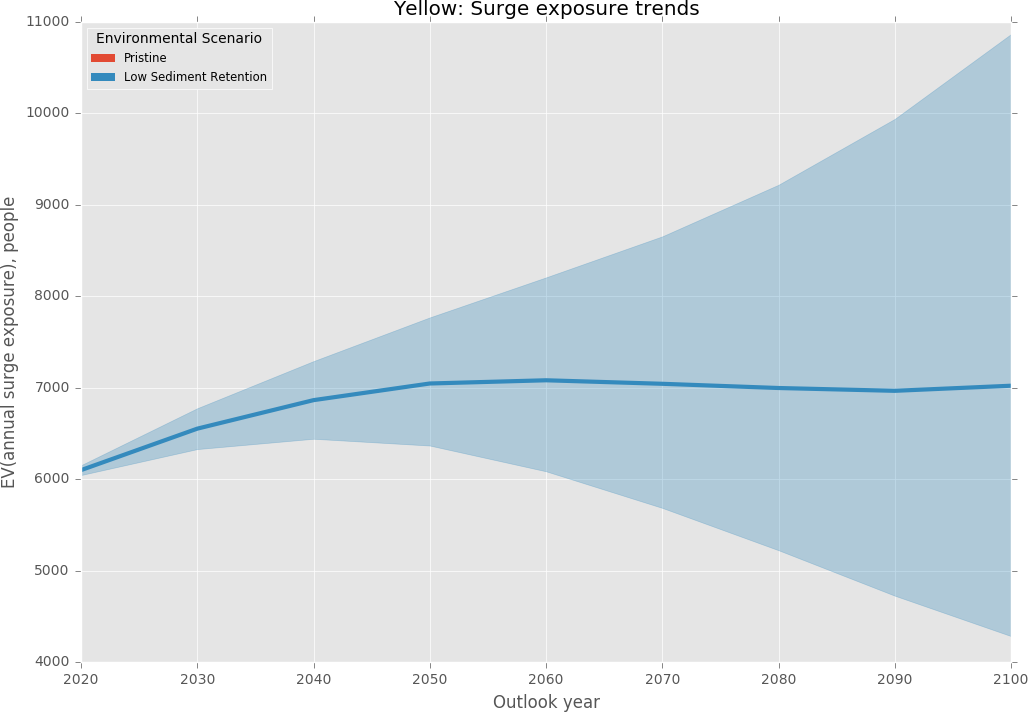 Yellow: Surge exposure trends
Environmental Scenario
Pristine
Low Sediment Retention
EV(annual surge exposure), people
11000
10000
9000
8000
7000
6000
5000
4000
2020 2030 2040 2050 2060 2070 2080 2090 2100
Outlook year